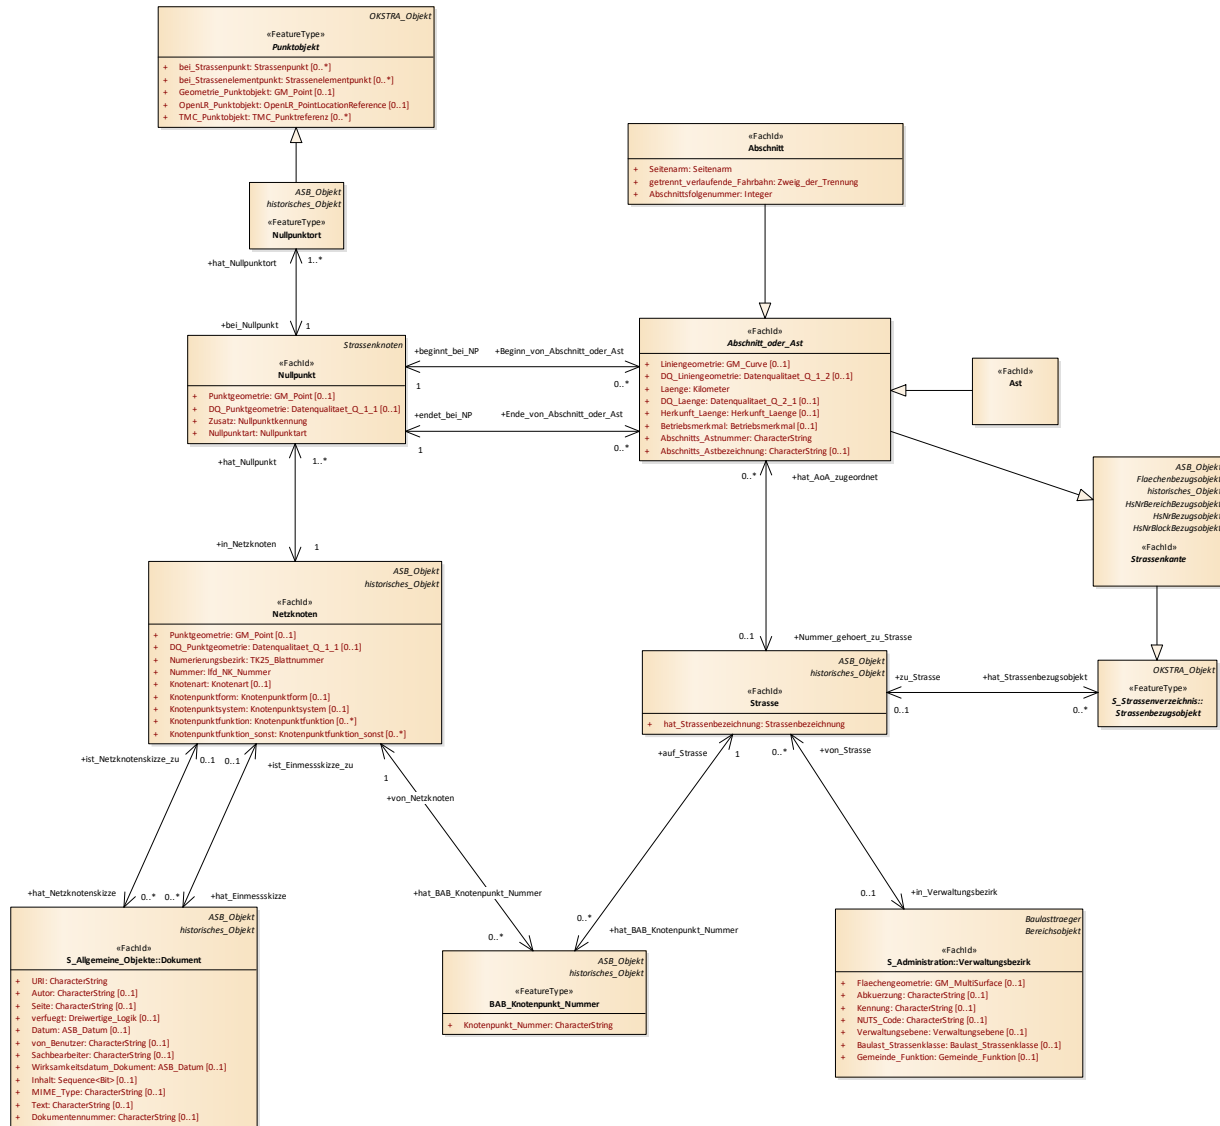 OKSTRA_Objekt
«FeatureType»
Punktobjekt
+ bei_Strassenpunkt: Strassenpunkt [0..*]
+ bei_Strassenelementpunkt: Strassenelementpunkt [0..*]
+ Geometrie_Punktobjekt: GM_Point [0..1]
+ OpenLR_Punktobjekt: OpenLR_PointLocationReference [0..1]
+ TMC_Punktobjekt: TMC_Punktreferenz [0..*]
«FachId»
Abschnitt
+ Seitenarm: Seitenarm
+ getrennt_verlaufende_Fahrbahn: Zweig_der_Trennung
+ Abschnittsfolgenummer: Integer
ASB_Objekt
historisches_Objekt
«FeatureType»
Nullpunktort
+hat_Nullpunktort
1..*
+bei_Nullpunkt
1
Strassenknoten
«FachId»
Nullpunkt
+ Punktgeometrie: GM_Point [0..1]
+ DQ_Punktgeometrie: Datenqualitaet_Q_1_1 [0..1]
+ Zusatz: Nullpunktkennung
+ Nullpunktart: Nullpunktart
+beginnt_bei_NP
+Beginn_von_Abschnitt_oder_Ast
1
0..*
+endet_bei_NP
+Ende_von_Abschnitt_oder_Ast
1
0..*
«FachId»
Abschnitt_oder_Ast
+ Liniengeometrie: GM_Curve [0..1]
+ DQ_Liniengeometrie: Datenqualitaet_Q_1_2 [0..1]
+ Laenge: Kilometer
+ DQ_Laenge: Datenqualitaet_Q_2_1 [0..1]
+ Herkunft_Laenge: Herkunft_Laenge [0..1]
+ Betriebsmerkmal: Betriebsmerkmal [0..1]
+ Abschnitts_Astnummer: CharacterString
+ Abschnitts_Astbezeichnung: CharacterString [0..1]
«FachId»
Ast
+hat_Nullpunkt
1..*
+in_Netzknoten
1
0..*
+hat_AoA_zugeordnet
0..1
+Nummer_gehoert_zu_Strasse
ASB_Objekt
Flaechenbezugsobjekt
historisches_Objekt
HsNrBereichBezugsobjekt
HsNrBezugsobjekt
HsNrBlockBezugsobjekt
«FachId»
Strassenkante
ASB_Objekt
historisches_Objekt
«FachId»
Netzknoten
+ Punktgeometrie: GM_Point [0..1]
+ DQ_Punktgeometrie: Datenqualitaet_Q_1_1 [0..1]
+ Numerierungsbezirk: TK25_Blattnummer
+ Nummer: lfd_NK_Nummer
+ Knotenart: Knotenart [0..1]
+ Knotenpunktform: Knotenpunktform [0..1]
+ Knotenpunktsystem: Knotenpunktsystem [0..1]
+ Knotenpunktfunktion: Knotenpunktfunktion [0..*]
+ Knotenpunktfunktion_sonst: Knotenpunktfunktion_sonst [0..*]
ASB_Objekt
historisches_Objekt
«FachId»
Strasse
+ hat_Strassenbezeichnung: Strassenbezeichnung
+zu_Strasse
+hat_Strassenbezugsobjekt
0..1
0..*
OKSTRA_Objekt
«FeatureType»
S_Strassenverzeichnis::
Strassenbezugsobjekt
+ist_Netzknotenskizze_zu
0..1
0..1
+ist_Einmessskizze_zu
1
+von_Netzknoten
+auf_Strasse
1
0..*
+von_Strasse
+hat_Netzknotenskizze
0..*
0..*
+hat_Einmessskizze
+hat_BAB_Knotenpunkt_Nummer
0..*
0..*
+hat_BAB_Knotenpunkt_Nummer
0..1
+in_Verwaltungsbezirk
ASB_Objekt
historisches_Objekt
«FachId»
S_Allgemeine_Objekte::Dokument
+ URI: CharacterString
+ Autor: CharacterString [0..1]
+ Seite: CharacterString [0..1]
+ verfuegt: Dreiwertige_Logik [0..1]
+ Datum: ASB_Datum [0..1]
+ von_Benutzer: CharacterString [0..1]
+ Sachbearbeiter: CharacterString [0..1]
+ Wirksamkeitsdatum_Dokument: ASB_Datum [0..1]
+ Inhalt: Sequence<Bit> [0..1]
+ MIME_Type: CharacterString [0..1]
+ Text: CharacterString [0..1]
+ Dokumentennummer: CharacterString [0..1]
ASB_Objekt
historisches_Objekt
«FeatureType»
BAB_Knotenpunkt_Nummer
+ Knotenpunkt_Nummer: CharacterString
Baulasttraeger
Bereichsobjekt
«FachId»
S_Administration::Verwaltungsbezirk
+ Flaechengeometrie: GM_MultiSurface [0..1]
+ Abkuerzung: CharacterString [0..1]
+ Kennung: CharacterString [0..1]
+ NUTS_Code: CharacterString [0..1]
+ Verwaltungsebene: Verwaltungsebene [0..1]
+ Baulast_Strassenklasse: Baulast_Strassenklasse [0..1]
+ Gemeinde_Funktion: Gemeinde_Funktion [0..1]